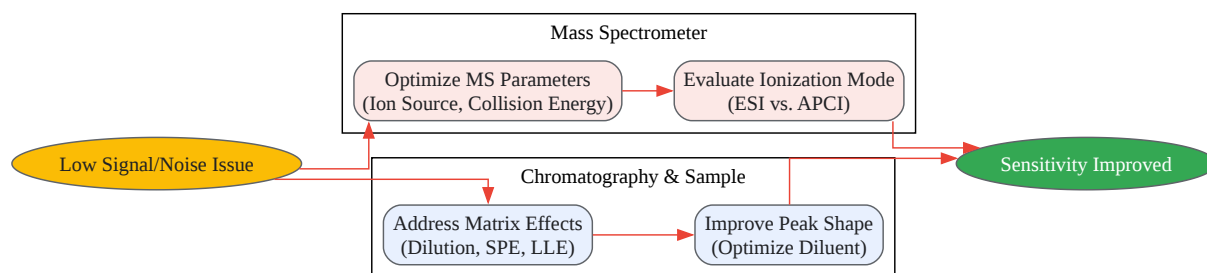 Mass Spectrometer
Optimize MS Parameters
(Ion Source, Collision Energy)
Evaluate Ionization Mode
(ESI vs. APCI)
Low Signal/Noise Issue
Sensitivity Improved
Chromatography & Sample
Address Matrix Effects
(Dilution, SPE, LLE)
Improve Peak Shape
(Optimize Diluent)